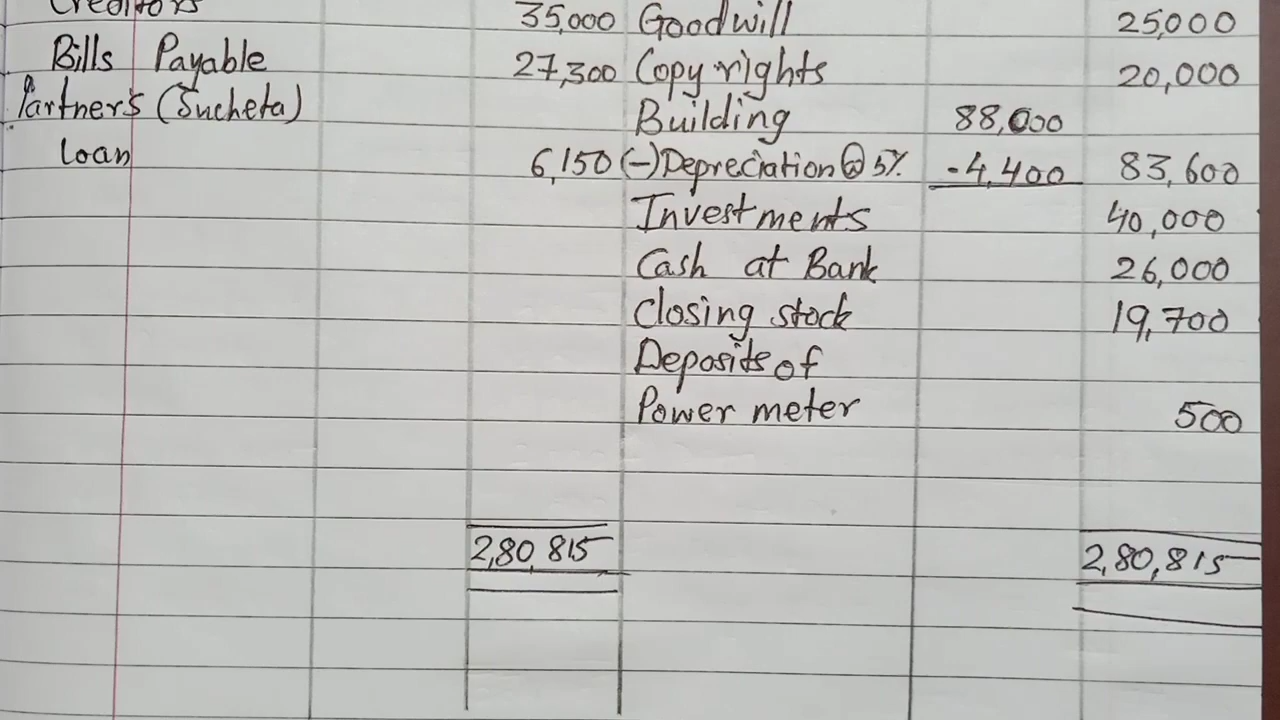 Creditors 35,000 Goodwill 25,000
Bills Payable 27,300 Copyrights 20,000
Partner's (Sucheta) Building 88,000
loan 6,150 (-) Depreciation @ 5% -4,400 83,600
Investments 40,000
Cash at Bank 26,000
Closing stock 19,700
Deposits of
Power meter 500
2,80,815 2,80,815